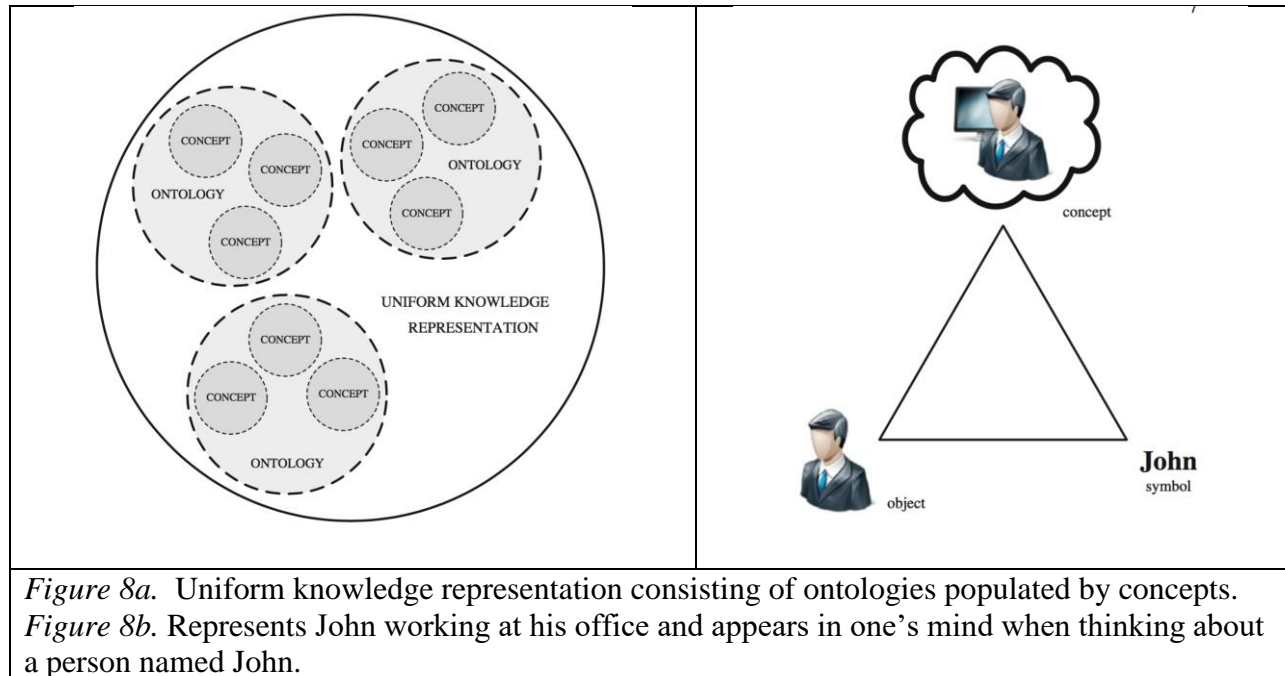 CONCEPT
CONCEPT
CONCEPT
ONTOLOGY
CONCEPT
CONCEPT
CONCEPT
ONTOLOGY
CONCEPT
UNIFORM KNOWLEDGE
REPRESENTATION
CONCEPT
CONCEPT
CONCEPT
ONTOLOGY
concept
object
John
symbol
Figure 8a. Uniform knowledge representation consisting of ontologies populated by concepts.
Figure 8b. Represents John working at his office and appears in one’s mind when thinking about
a person named John.